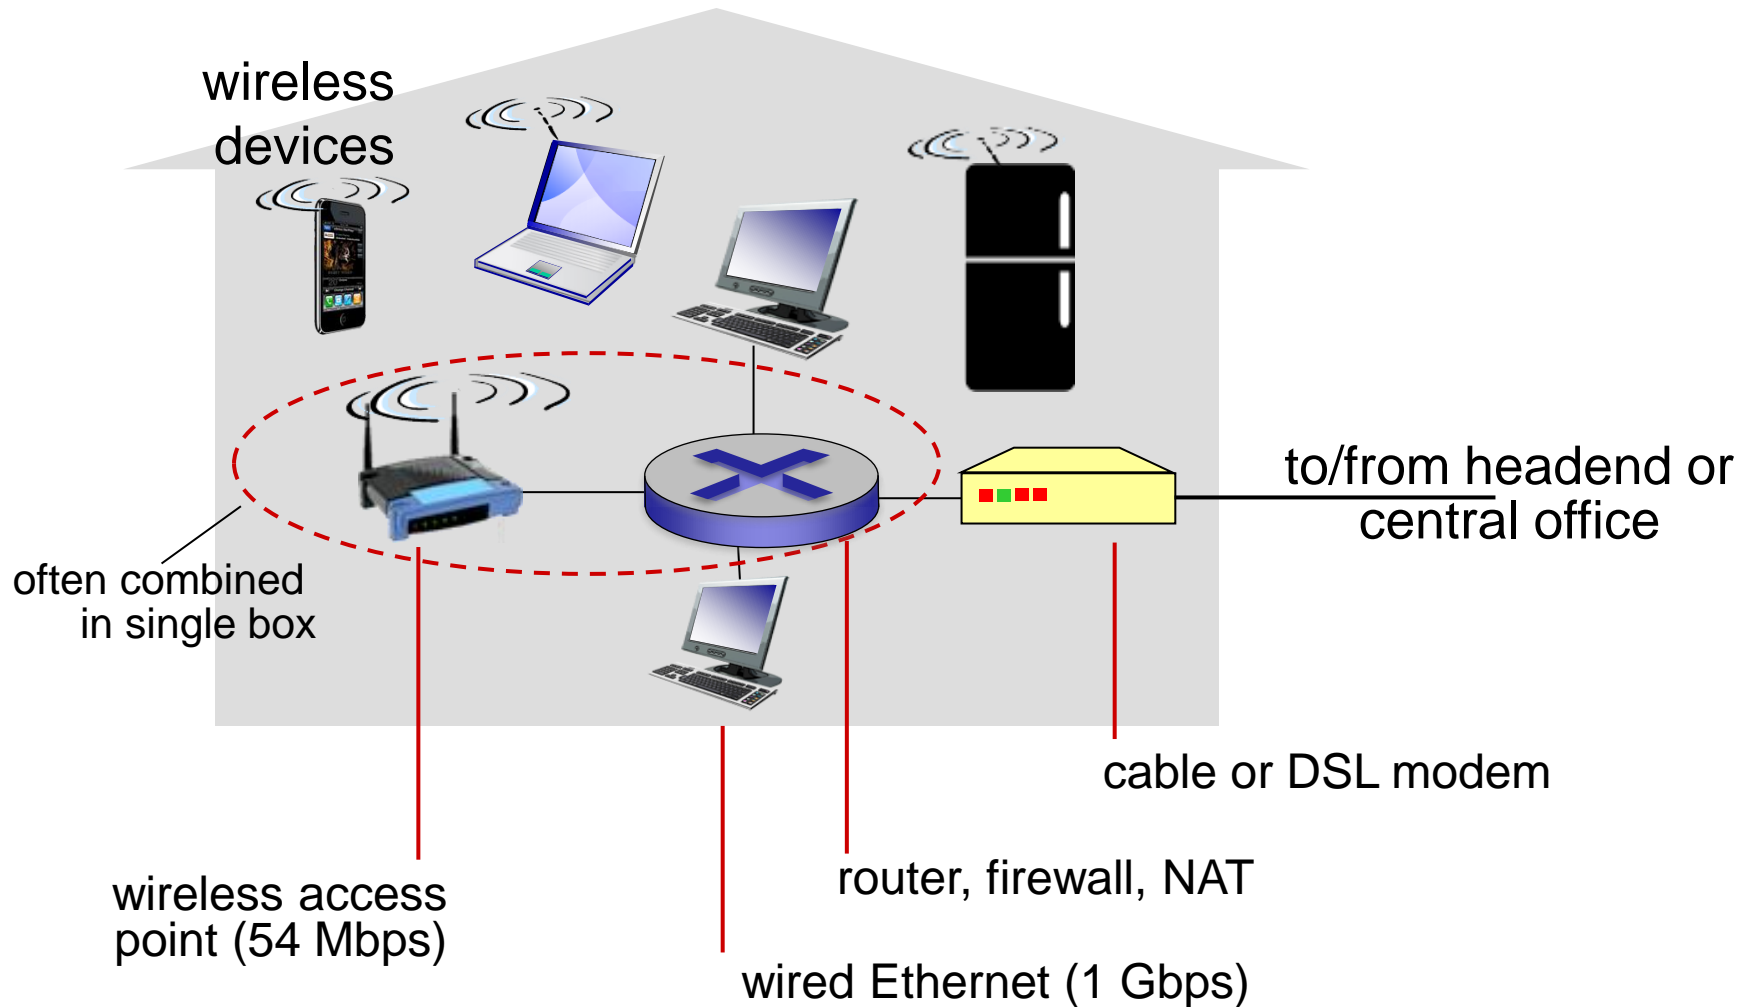 wireless
devices
to/from headend or
central office
often combined
in single box
cable or DSL modem
router, firewall, NAT
wireless access
point (54 Mbps)
wired Ethernet (1 Gbps)